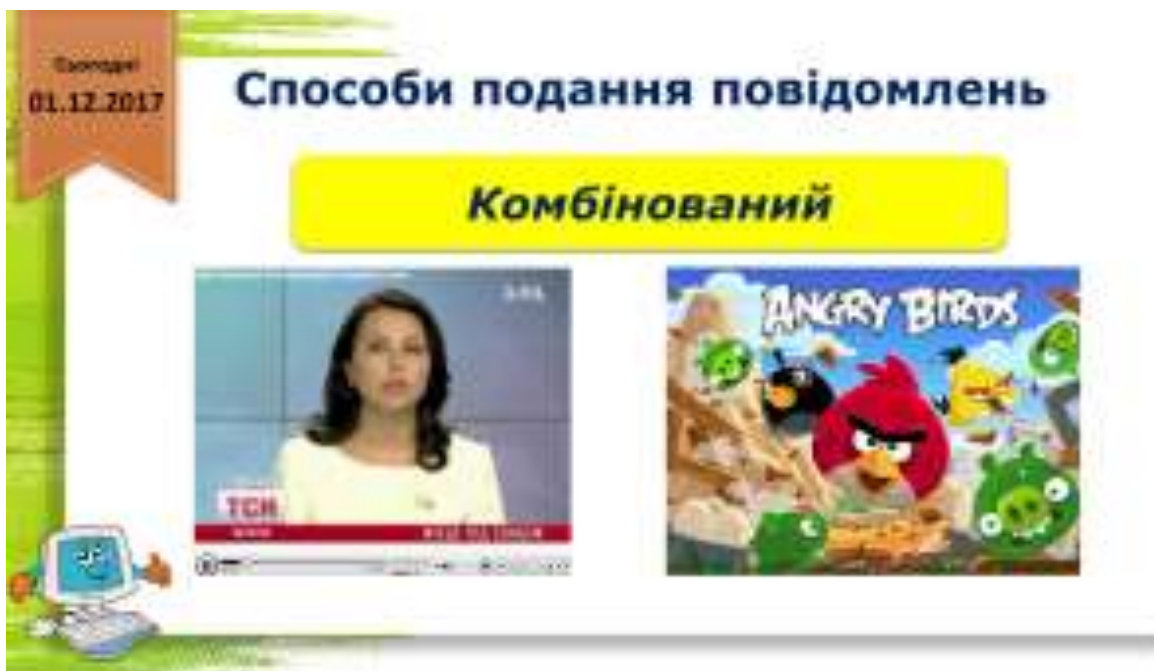 Сьогодні
01.12.2017
Способи подання повідомлень
Комбінований
ANGRY BIRDS
ТСН